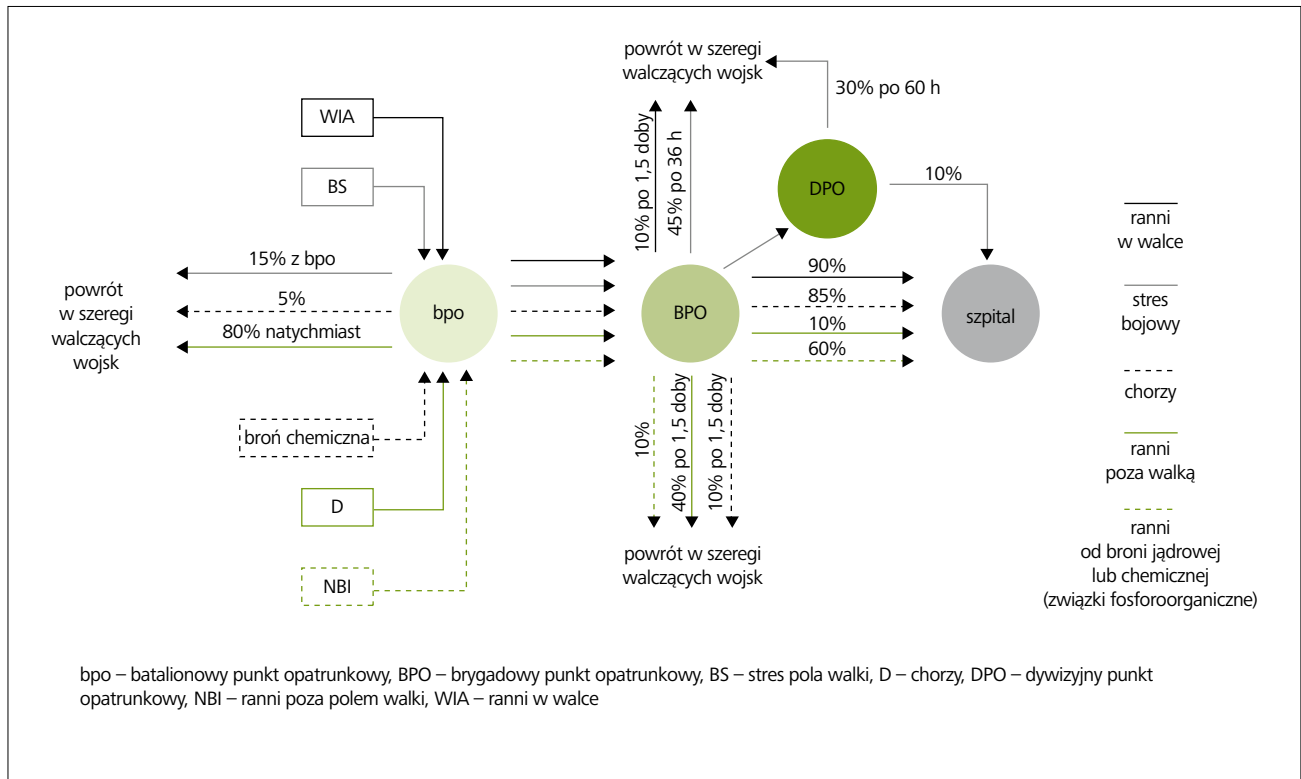 powrót w szeregi
walczących wojsk
30% po 60 h
WIA
BS
10% po 1,5 doby
45% po 36 h
DPO
10%
ranni
w walce
15% z bpo
5%
80% natychmiast
powrót
w szeregi
walczących
wojsk
bpo
BPO
90%
85%
10%
60%
szpital
stres
bojowy
chorzy
broń chemiczna
D
NBI
10%
40% po 1,5 doby
10% po 1,5 doby
powrót w szeregi
walczących wojsk
ranni
poza walką
ranni
od broni jądrowej
lub chemicznej
(związki fosforoorganiczne)
bpo – batalionowy punkt opatrunkowy, BPO – brygadowy punkt opatrunkowy, BS – stres pola walki, D – chorzy, DPO – dywizyjny punkt
opatrunkowy, NBI – ranni poza polem walki, WIA – ranni w walce